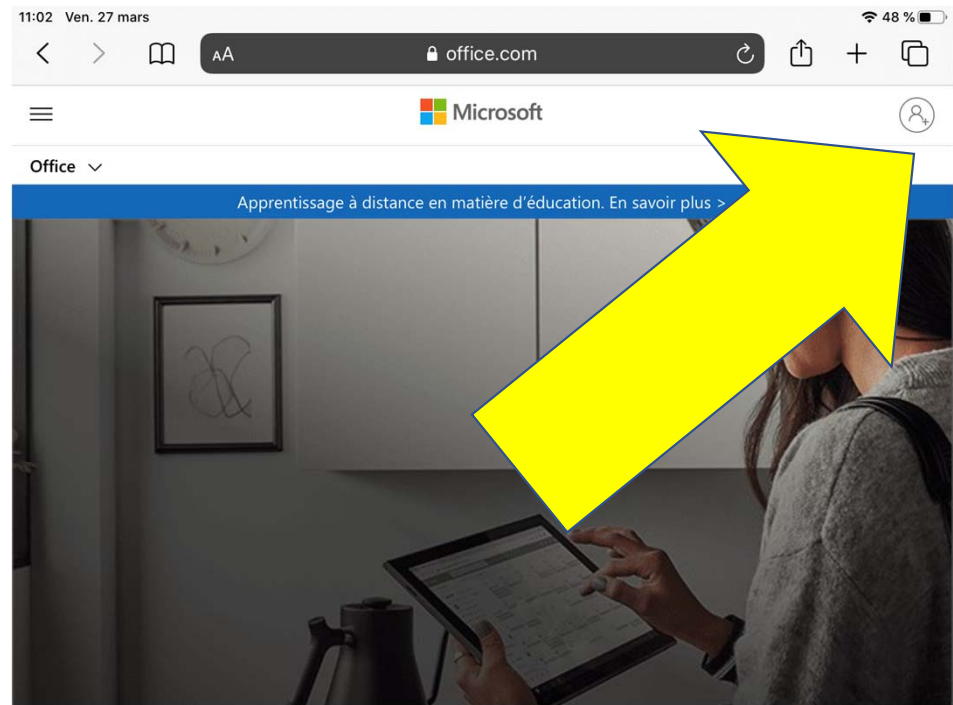 11:02 Ven. 27 mars 48 %
AA office.com
Microsoft
Office
Apprentissage à distance en matière d'éducation. En savoir plus >